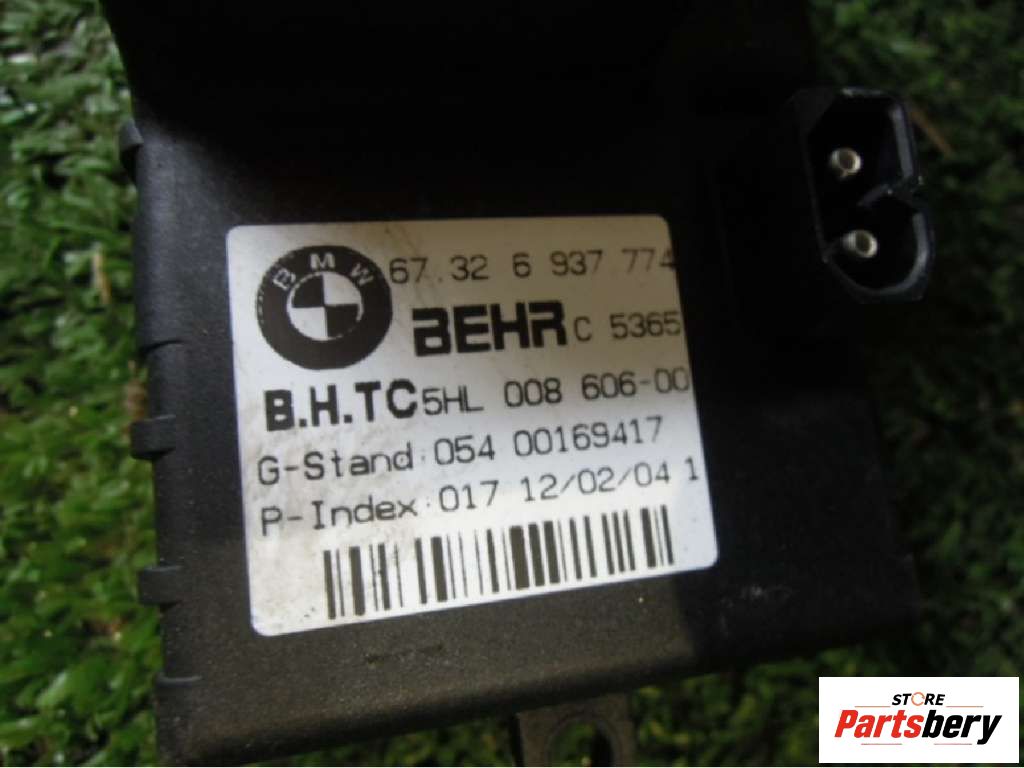 BMW
67.32 6 937 774
BEHR C 5365
B.H.TC 5HL 008 606-00
G-Stand:054 00169417
P-Index:017 12/02/04 1
STORE
Partsbery